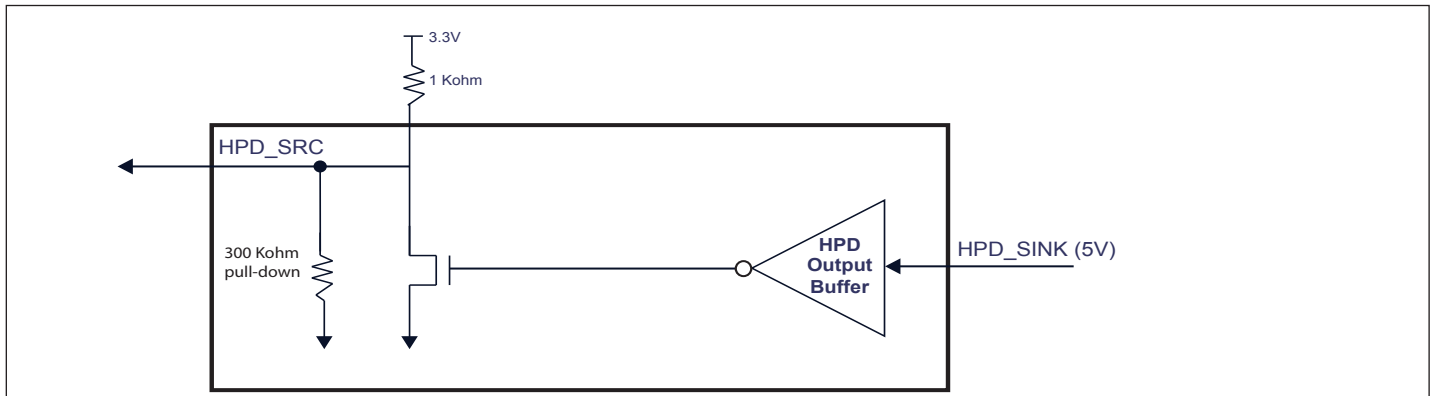 3.3V
1 Kohm
HPD_SRC
300 Kohm
pull-down
HPD
Output
Buffer
HPD_SINK (5V)